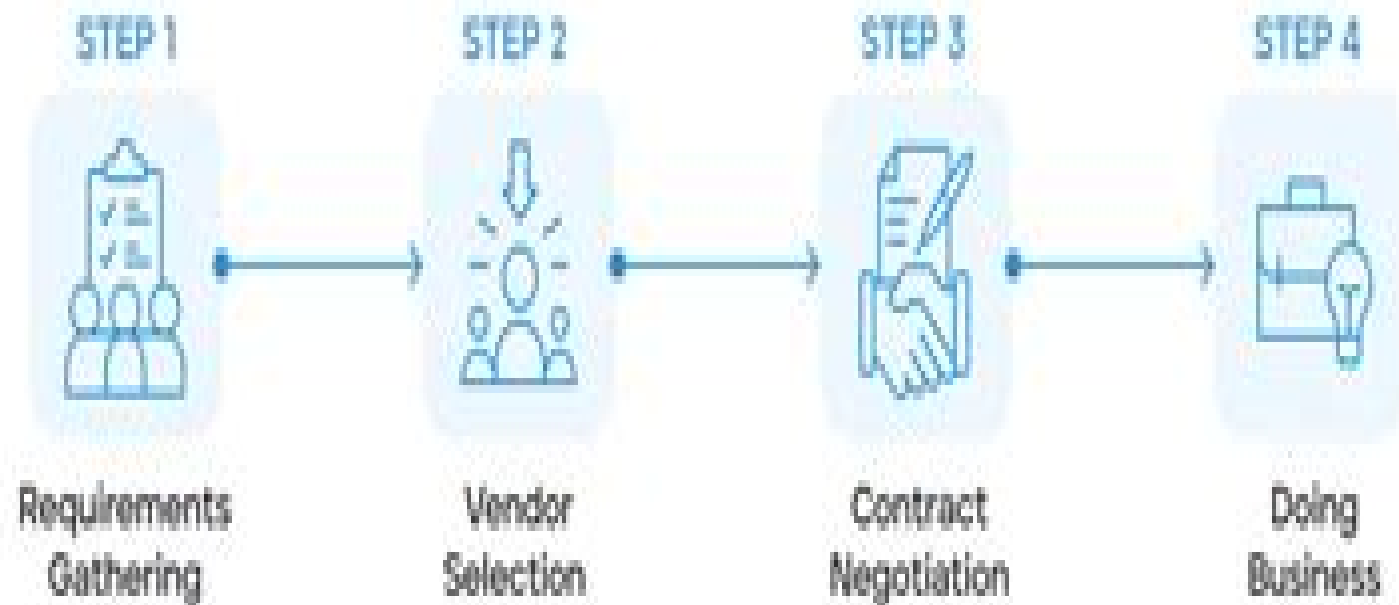 STEP 1
STEP 2
STEP 3
STEP 4
Requirements
Gathering
Vendor
Selection
Contract
Negotiation
Doing
Business